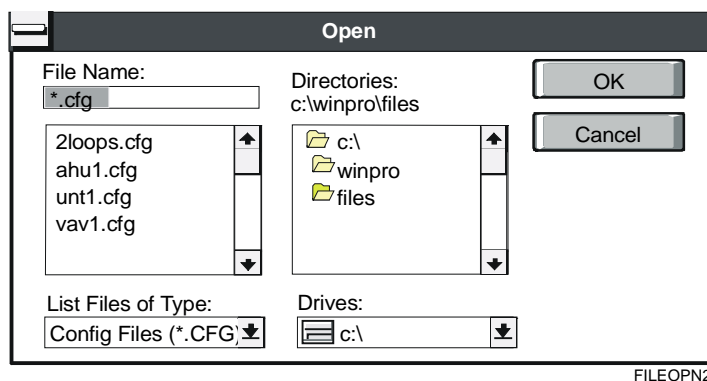 Open
File Name:
*.cfg
2loops.cfg
ahu1.cfg
unt1.cfg
vav1.cfg
List Files of Type:
Config Files (*.CFG)
Directories:
c:\winpro\files
c:\
winpro
files
Drives:
c:\
OK
Cancel
FILEOPN2